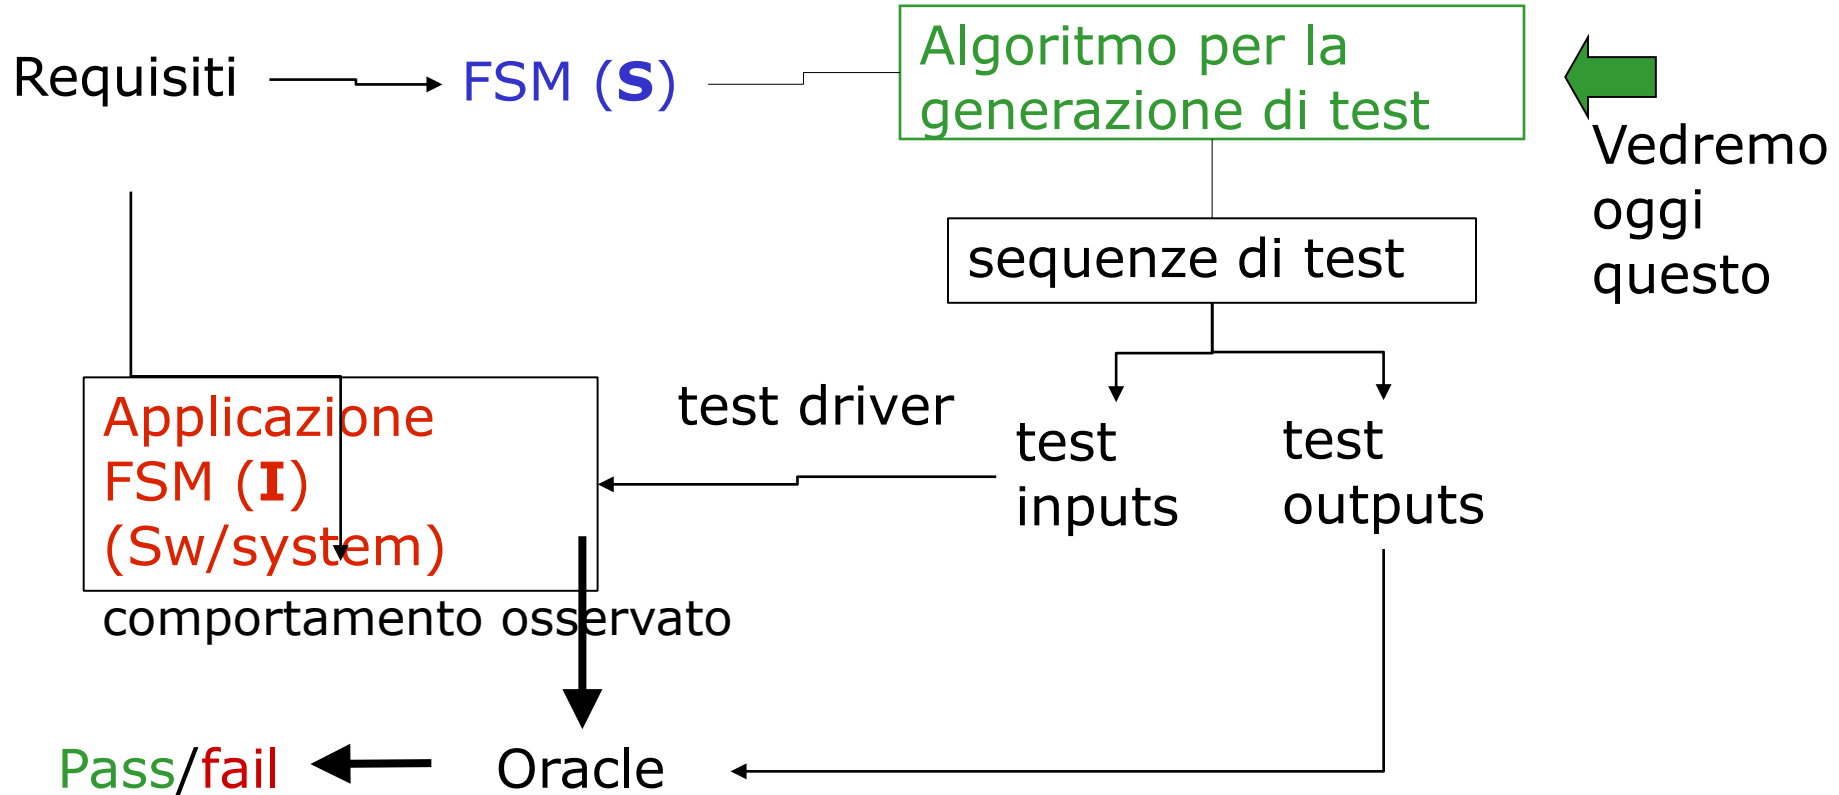 Requisiti
FSM (S)
Algoritmo per la
generazione di test
Vedremo
oggi
questo
sequenze di test
Applicazione
FSM (I)
(Sw/system)
test driver
test
inputs
test
outputs
comportamento osservato
Pass/fail
Oracle